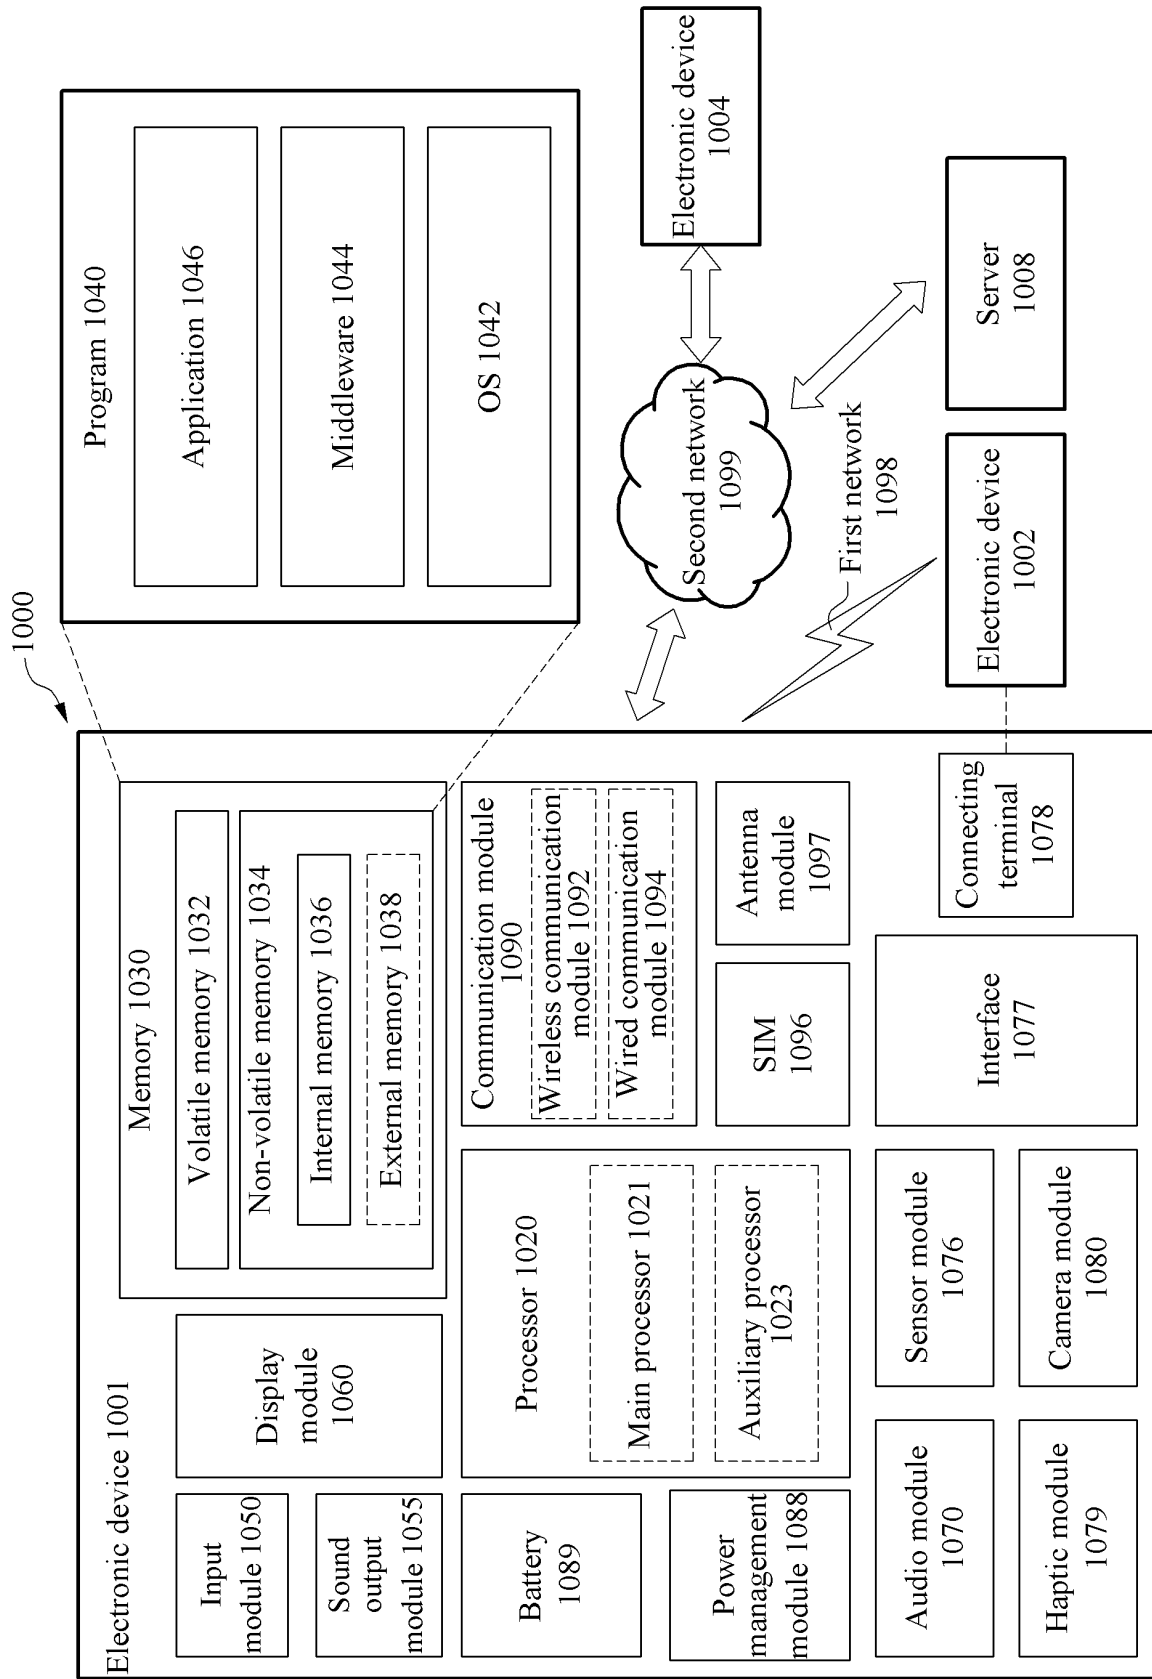 1000
Electronic device 1001
Input
module 1050
Sound
output
module 1055
Display
module
1060
Memory 1030
Volatile memory 1032
Non-volatile memory 1034
Internal memory 1036
External memory 1038
Program 1040
Application 1046
Middleware 1044
OS 1042
Battery
1089
Power
management
module 1088
Processor 1020
Main processor 1021
Auxiliary processor
1023
Communication module
1090
Wireless communication
module 1092
Wired communication
module 1094
SIM
1096
Antenna
module
1097
Audio module
1070
Sensor module
1076
Interface
1077
Connecting
terminal
1078
Haptic module
1079
Camera module
1080
Second network
1099
First network
1098
Electronic device
1004
Electronic device
1002
Server
1008